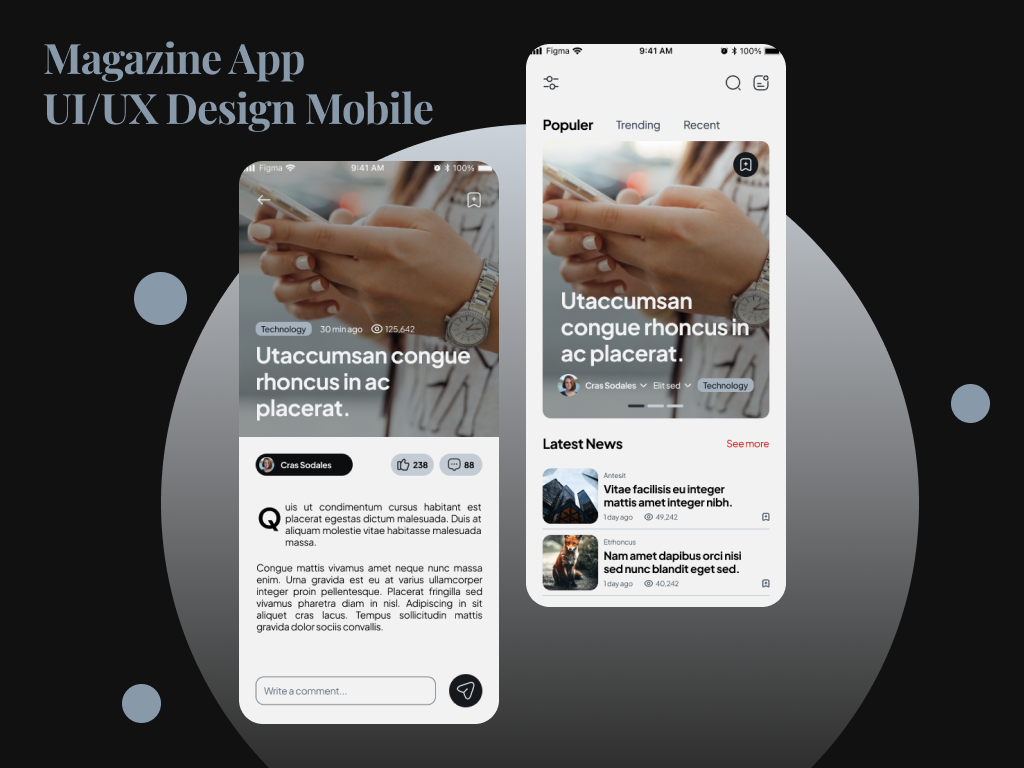 Magazine App
UI/UX Design Mobile
Figma
9:41 AM
100%
Technology
30 min ago
125,642
Utaccumsan congue
rhoncus in ac
placerat.
Cras Sodales
238
88
Quis ut condimentum cursus habitant est
placerat egestas dictum malesuada. Duis at
aliquam molestie vitae habitasse malesuada
massa.
Congue mattis vivamus amet neque nunc massa
enim. Urna gravida est eu at varius ullamcorper
integer proin pellentesque. Placerat fringilla sed
vivamus pharetra diam in nisl. Adipiscing in sit
aliquet cras lacus. Tempus sollicitudin mattis
gravida dolor sociis convallis.
Write a comment...
Figma
9:41 AM
100%
Populer
Trending
Recent
Utaccumsan
congue rhoncus in
ac placerat.
Cras Sodales
Elit sed
Technology
Latest News
See more
Antesit
Vitae facilisis eu integer
mattis amet integer nibh.
1 day ago
49,242
Etrhoncus
Nam amet dapibus orci nisi
sed nunc blandit eget sed.
1 day ago
40,242